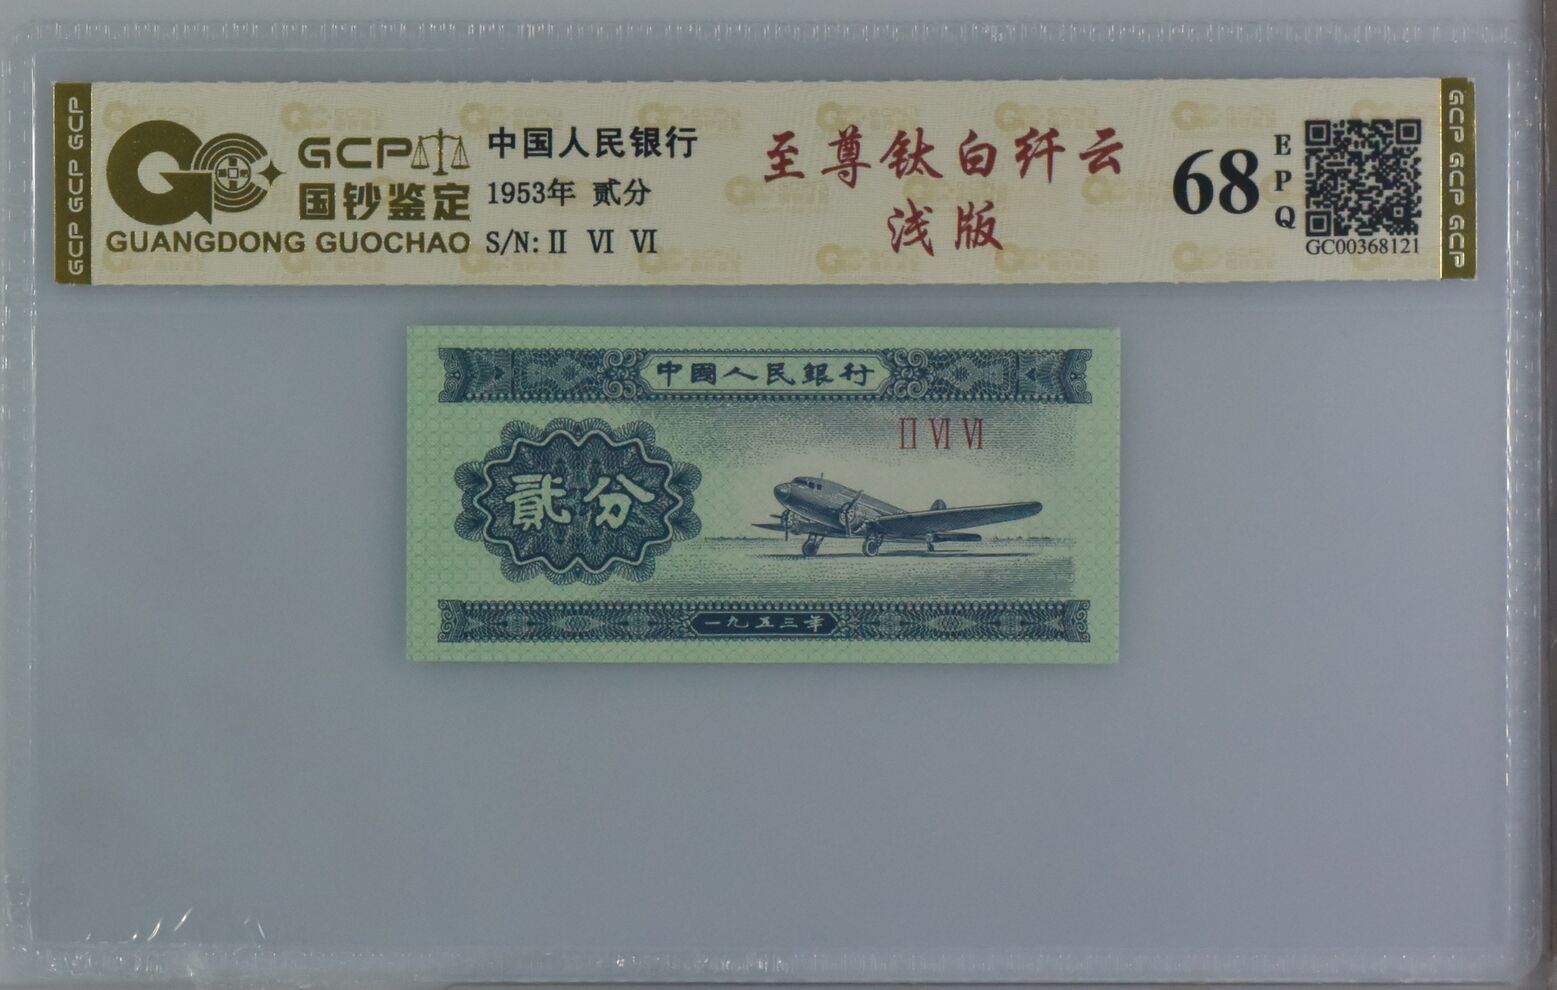 GCP GCP GCP
GCP
国钞鉴定
GUANGDONG GUOCHAO
中国人民银行
1953年 贰分
S/N: II VI VI
至尊钛白纤云
浅版
68
EPQ
GC00368121
GCP GCP GCP
中國人民銀行
II VI VI
貳分
一九五三年